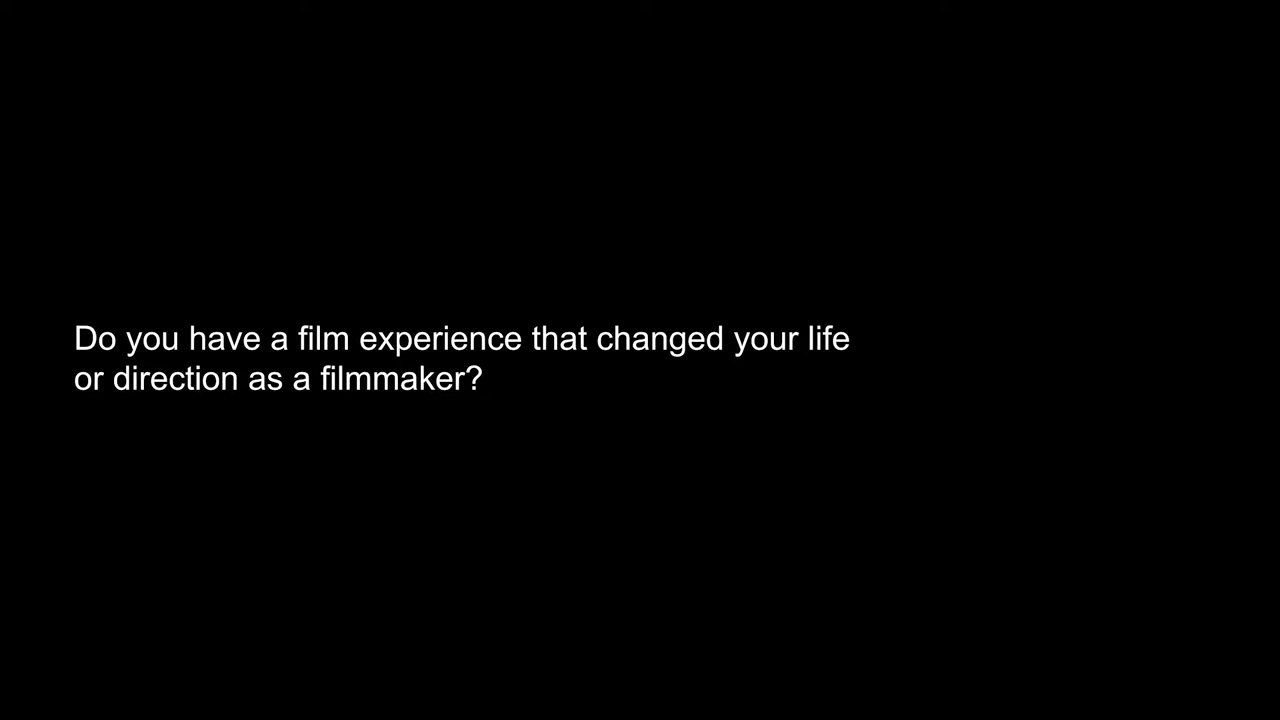 Do you have a film experience that changed your life
or direction as a filmmaker?